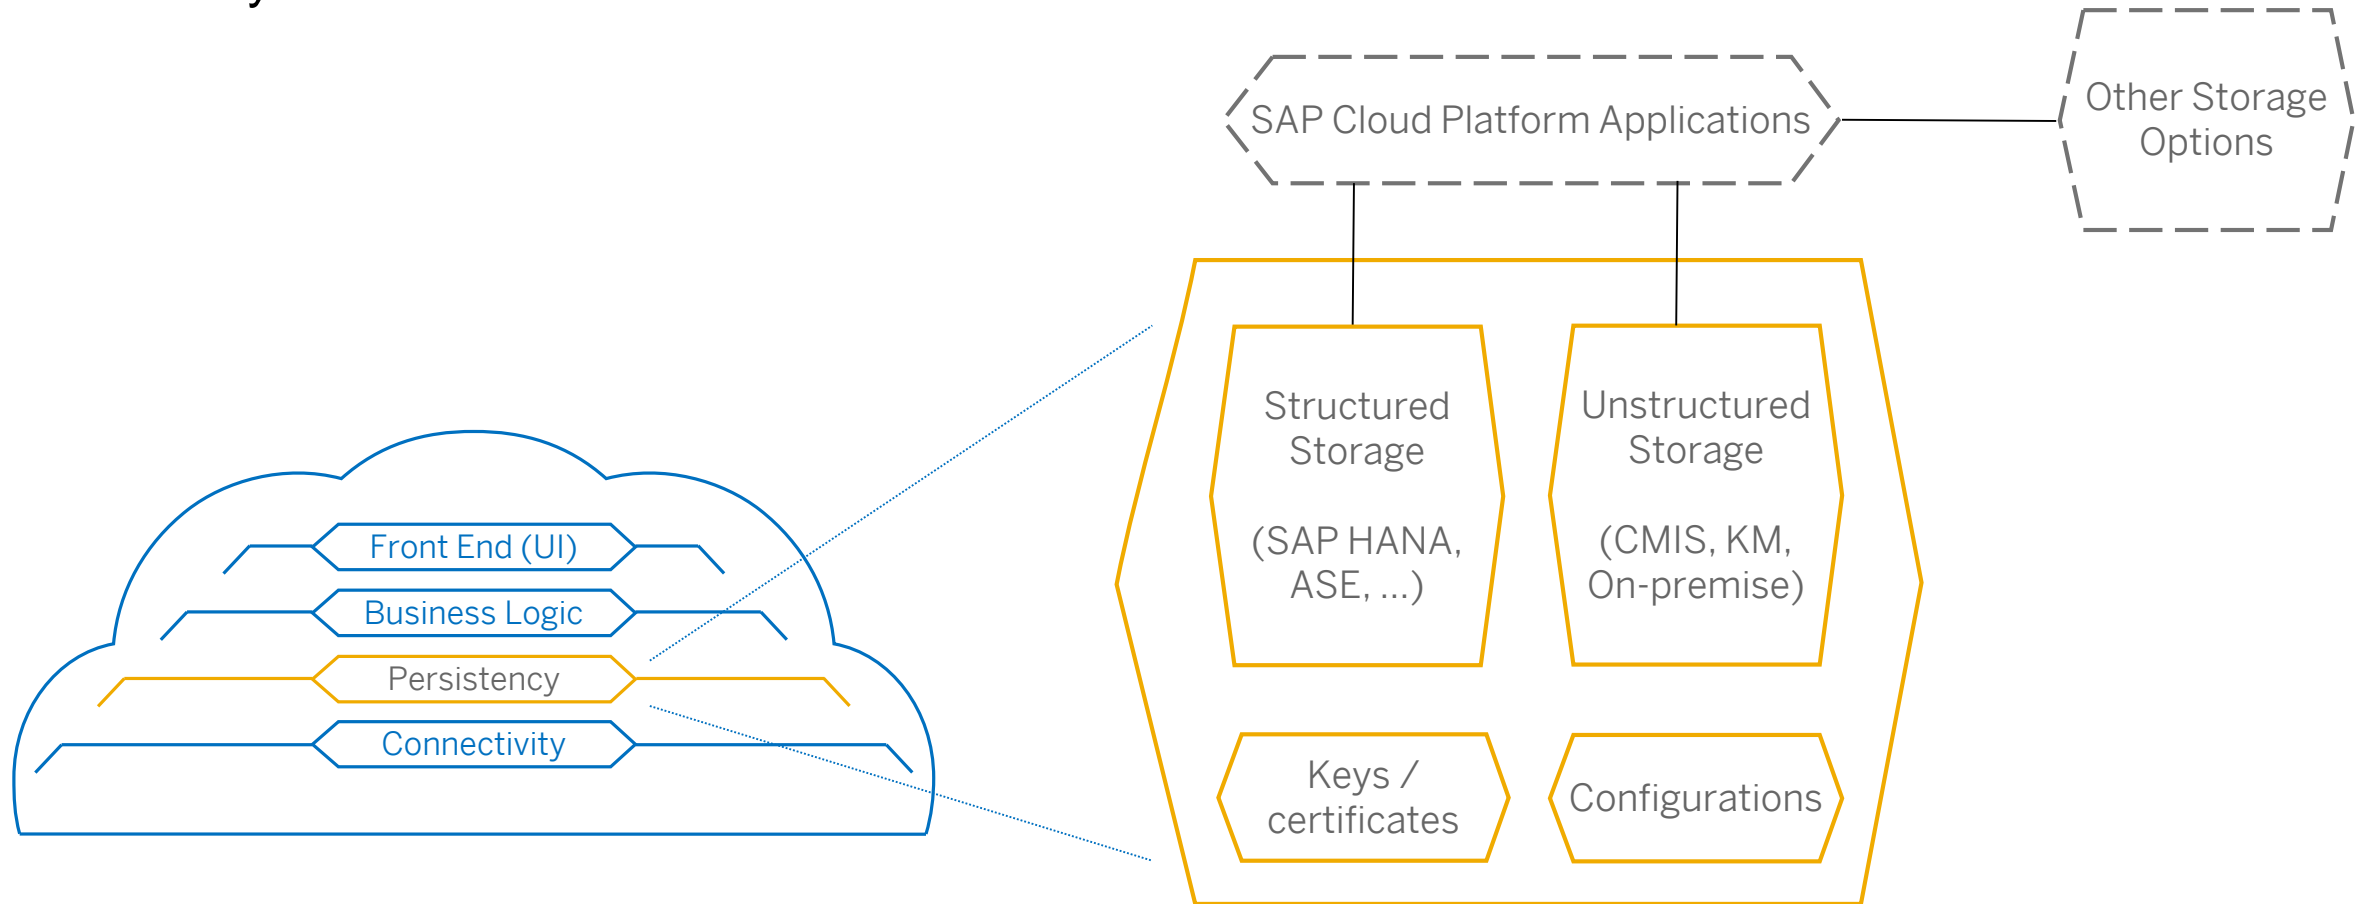 SAP Cloud Platform Applications
Other Storage
Options
Structured
Storage
(SAP HANA,
ASE, ...)
Unstructured
Storage
(CMIS, KM,
On-premise)
Front End (UI)
Business Logic
Persistency
Connectivity
Keys /
certificates
Configurations